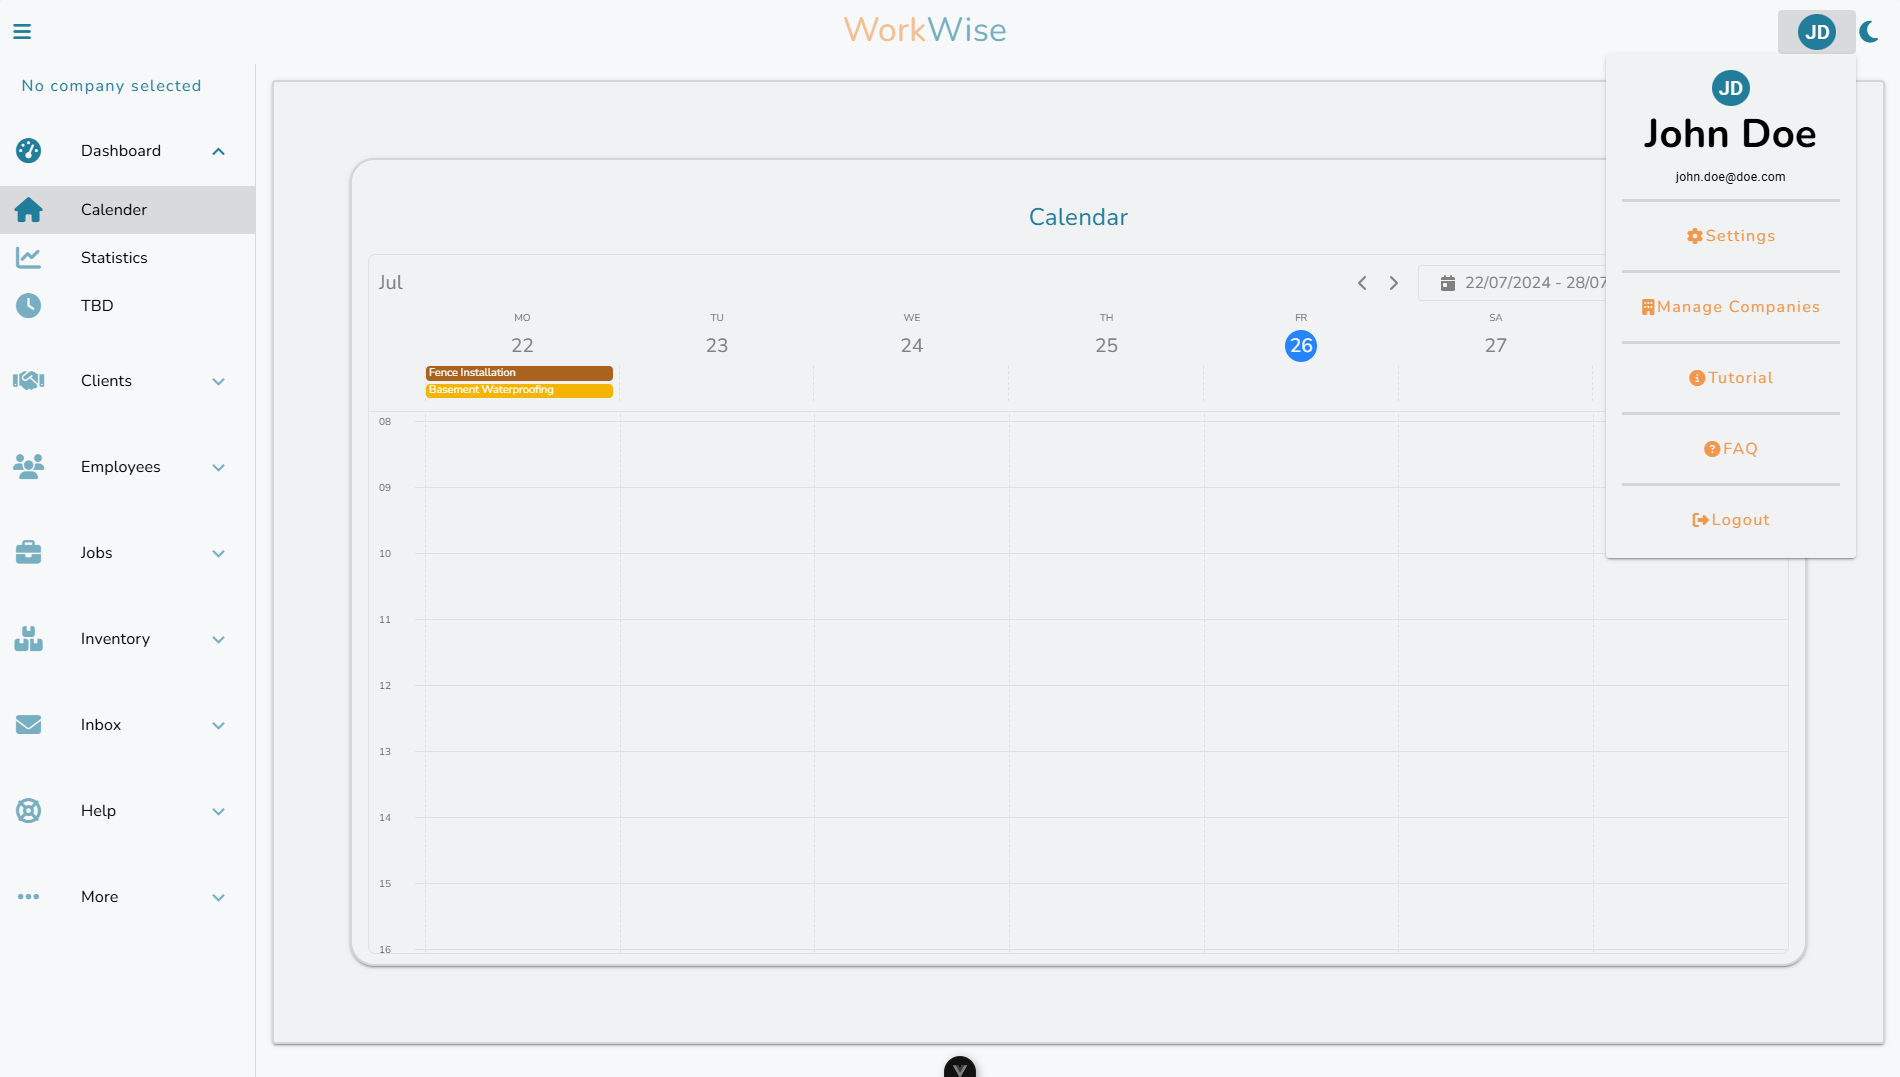 WorkWise
JD
No company selected
Dashboard
Calender
Statistics
TBD
Clients
Employees
Jobs
Inventory
Inbox
Help
More
Calendar
Jul
22/07/2024 - 28/07
MO TU WE TH FR SA
22 23 24 25 26 27
Fence Installation
Basement Waterproofing
08
09
10
11
12
13
14
15
16
JD
John Doe
john.doe@doe.com
Settings
Manage Companies
Tutorial
FAQ
Logout